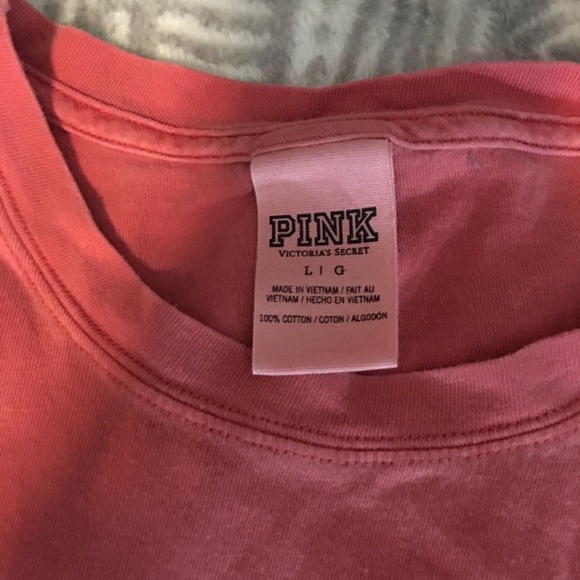 PINK
VICTORIA'S SECRET
L | G
MADE IN VIETNAM / FAIT AU
VIETNAM / HECHO EN VIETNAM
100% COTTON / COTON / ALGODÓN